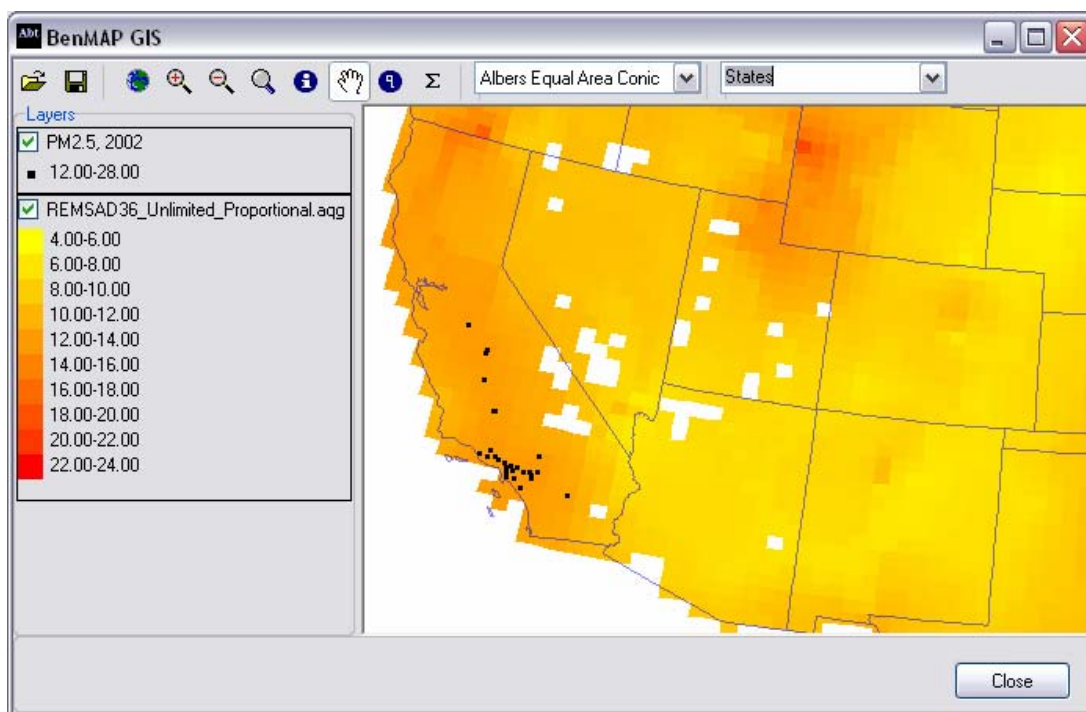 Abt BenMAP GIS
Σ Albers Equal Area Conic States
Layers
PM2.5, 2002
12.00-28.00
REMSAD36_Unlimited_Proportional.aqg
4.00-6.00
6.00-8.00
8.00-10.00
10.00-12.00
12.00-14.00
14.00-16.00
16.00-18.00
18.00-20.00
20.00-22.00
22.00-24.00
Close